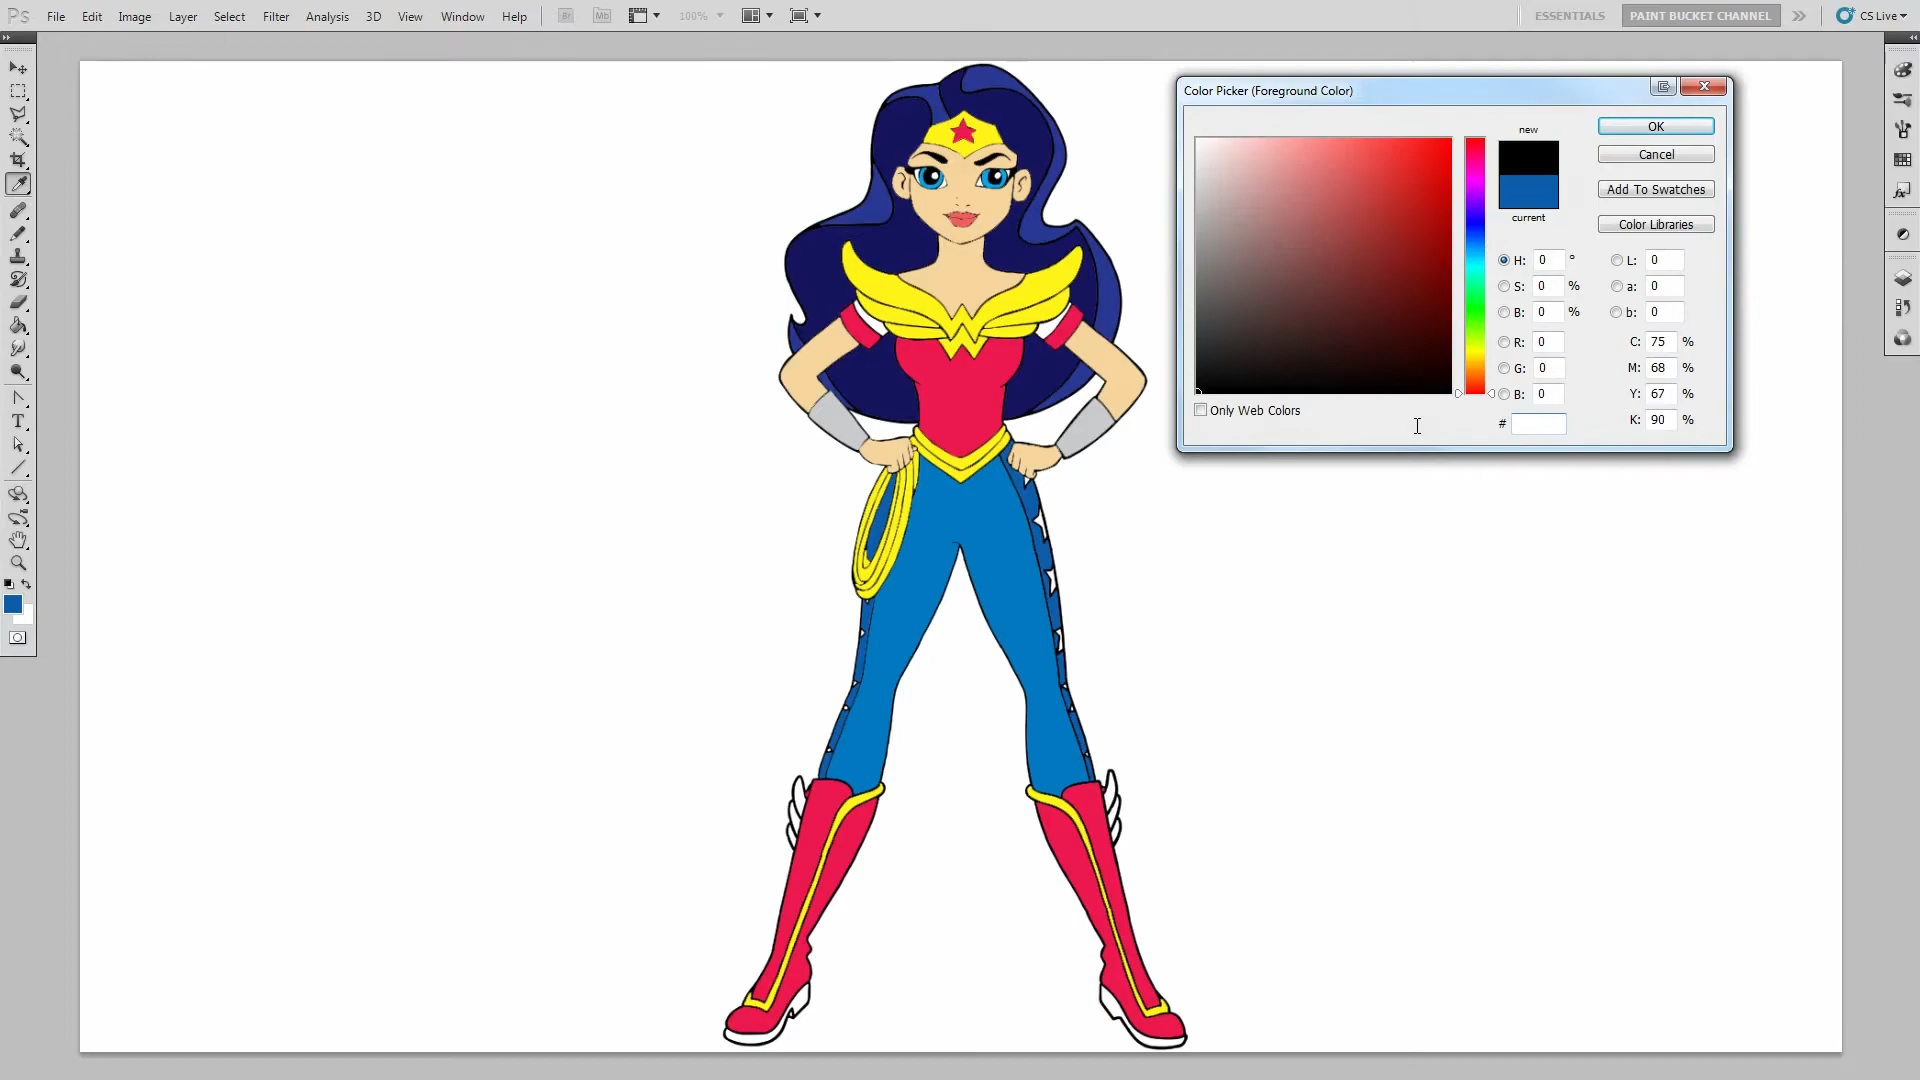 Ps File Edit Image Layer Select Filter Analysis 3D View Window Help Br Mb 100% ESSENTIALS PAINT BUCKET CHANNEL CS Live
Color Picker (Foreground Color)
new
OK
Cancel
Add To Swatches
current
Color Libraries
H: 0 ° L: 0
S: 0 % a: 0
B: 0 % b: 0
R: 0 C: 75 %
G: 0 M: 68 %
B: 0 Y: 67 %
Only Web Colors
# K: 90 %